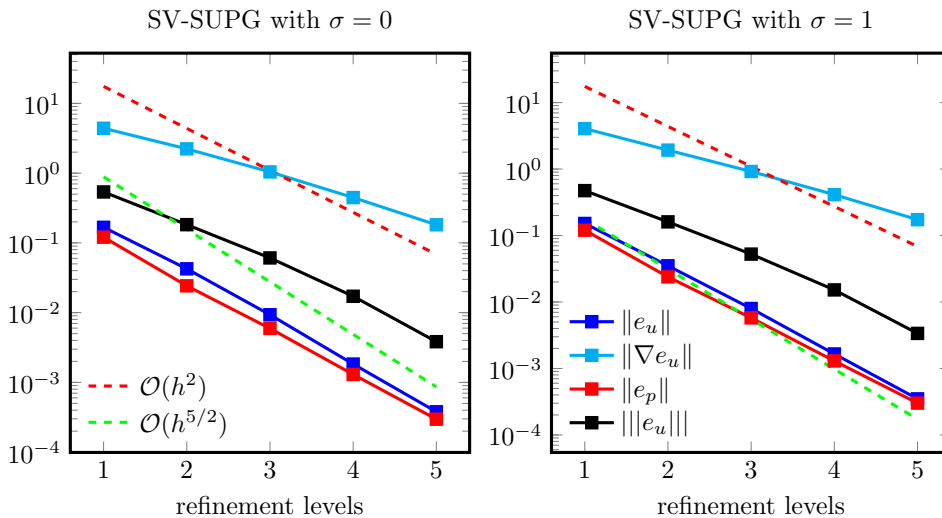 SV-SUPG with σ = 0
10^1
10^0
10^−1
10^−2
10^−3
10^−4
O(h^2)
O(h^{5/2})
1 2 3 4 5
refinement levels
SV-SUPG with σ = 1
10^1
10^0
10^−1
10^−2
10^−3
10^−4
‖e_u‖
‖∇e_u‖
‖e_p‖
|||e_u|||
1 2 3 4 5
refinement levels